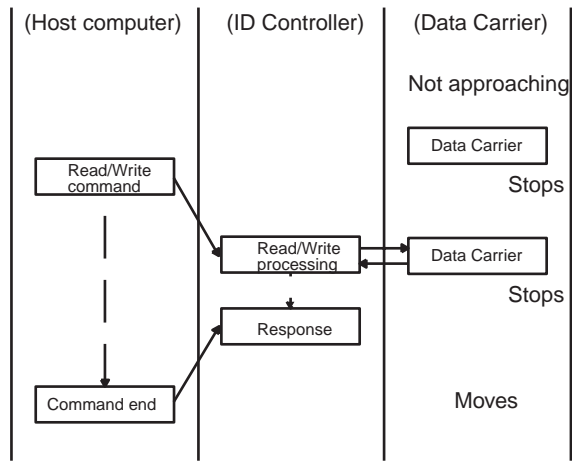 (Host computer) (ID Controller) (Data Carrier)
Not approaching
Data Carrier
Read/Write
command
Stops
Read/Write
processing
Data Carrier
Stops
Response
Command end
Moves